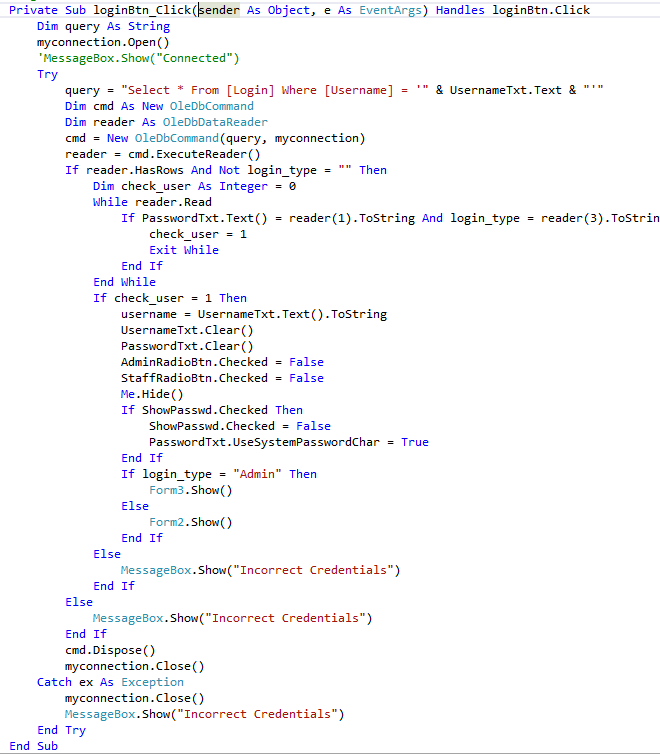 Private Sub loginBtn_Click(sender As Object, e As EventArgs) Handles loginBtn.Click
Dim query As String
myconnection.Open()
'MessageBox.Show("Connected")
Try
query = "Select * From [Login] Where [Username] = '" & UsernameTxt.Text & "'"
Dim cmd As New OleDbCommand
Dim reader As OleDbDataReader
cmd = New OleDbCommand(query, myconnection)
reader = cmd.ExecuteReader()
If reader.HasRows And Not login_type = "" Then
Dim check_user As Integer = 0
While reader.Read
If PasswordTxt.Text() = reader(1).ToString And login_type = reader(3).ToStrin
check_user = 1
Exit While
End If
End While
If check_user = 1 Then
username = UsernameTxt.Text().ToString
UsernameTxt.Clear()
PasswordTxt.Clear()
AdminRadioBtn.Checked = False
StaffRadioBtn.Checked = False
Me.Hide()
If ShowPasswd.Checked Then
ShowPasswd.Checked = False
PasswordTxt.UseSystemPasswordChar = True
End If
If login_type = "Admin" Then
Form3.Show()
Else
Form2.Show()
End If
Else
MessageBox.Show("Incorrect Credentials")
End If
Else
MessageBox.Show("Incorrect Credentials")
End If
cmd.Dispose()
myconnection.Close()
Catch ex As Exception
myconnection.Close()
MessageBox.Show("Incorrect Credentials")
End Try
End Sub